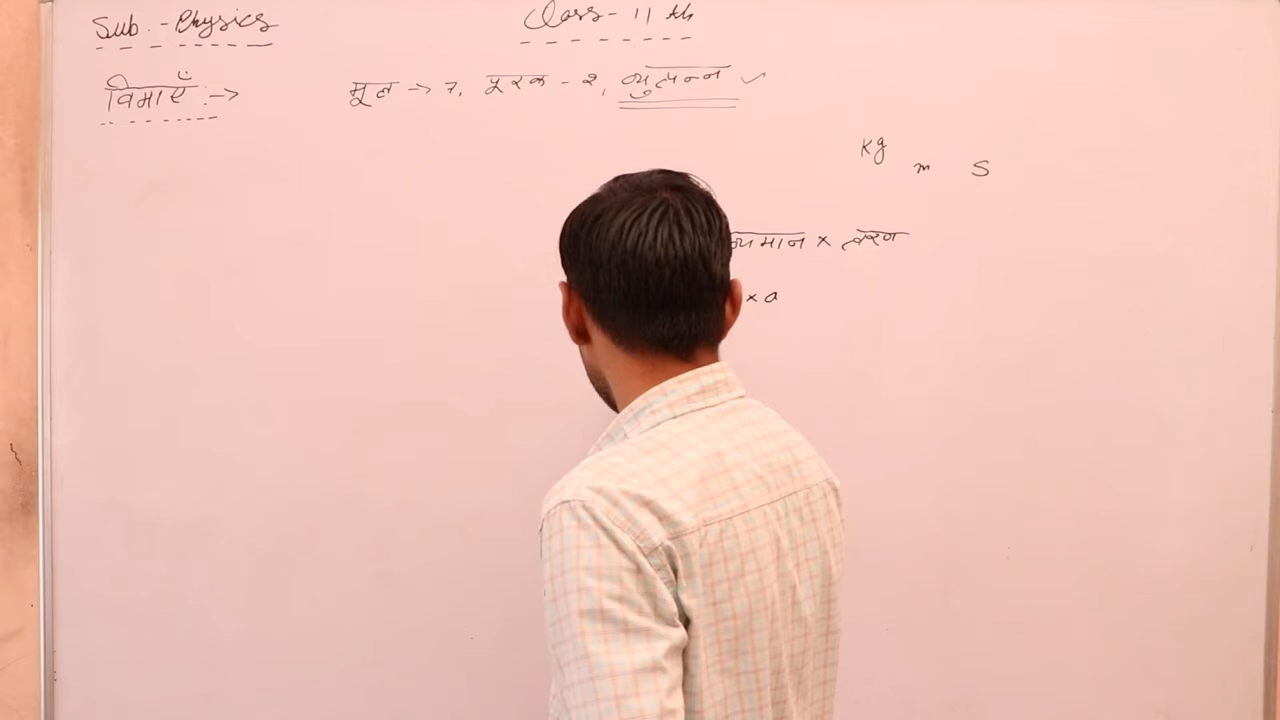 Sub. - Physics
Class - 11 th
विमाएँ :->
मूल -> 7, पूरक - 2, व्युत्पन्न ✓
Kg m S
× त्वरण
× a